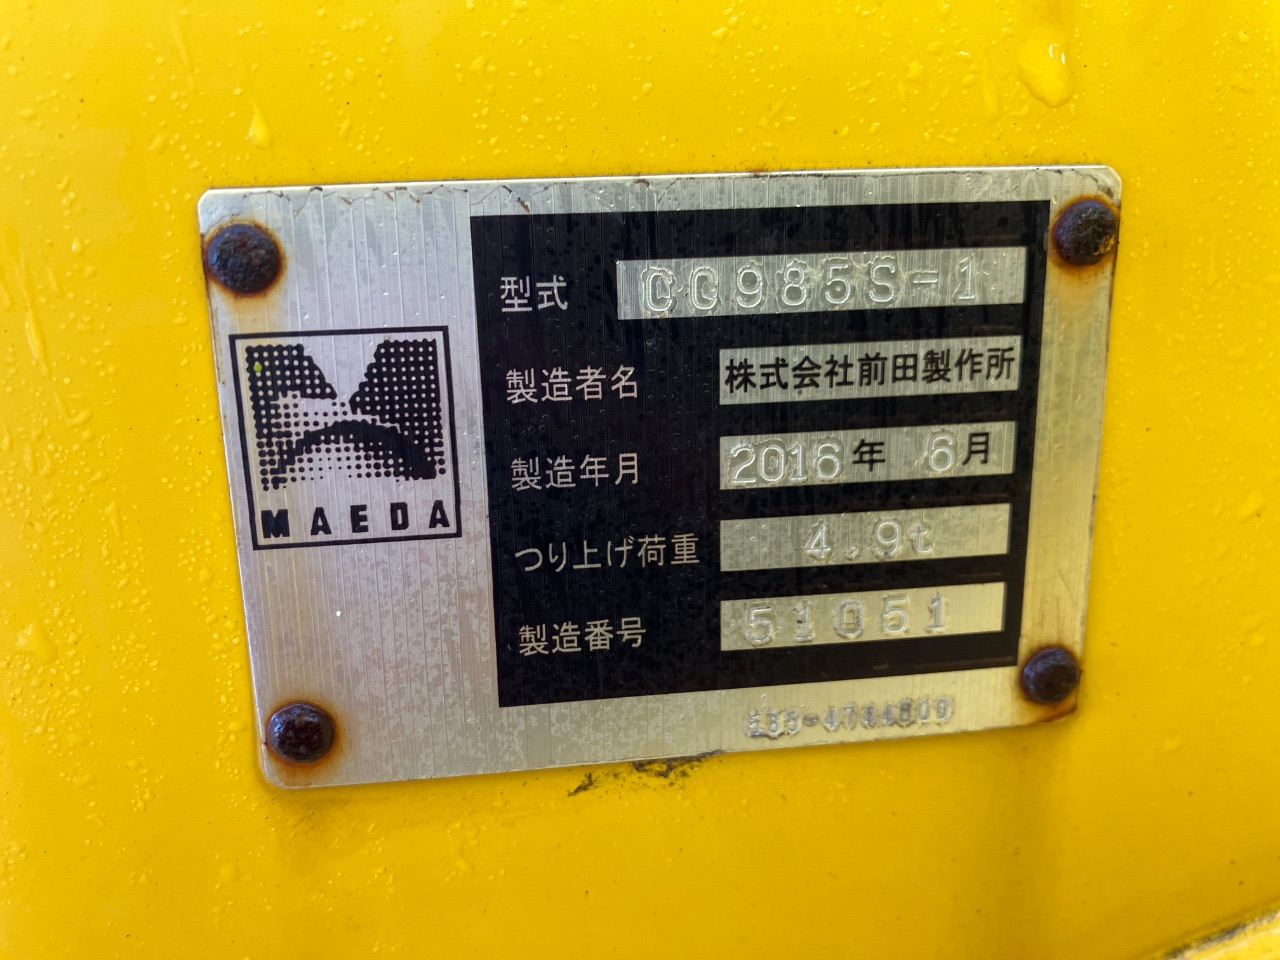 型式 CC985S-1
製造者名 株式会社前田製作所
製造年月 2016年 6月
つり上げ荷重 4.9t
製造番号 51051
MAEDA